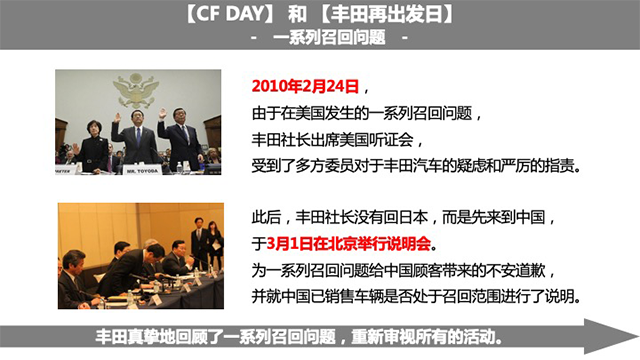 【CF DAY】 和 【丰田再出发日】
- 一系列召回问题 -
2010年2月24日，
由于在美国发生的一系列召回问题，
丰田社长出席美国听证会，
受到了多方委员对于丰田汽车的疑虑和严厉的指责。
MR. TOYODA
此后，丰田社长没有回日本，而是先来到中国，
于3月1日在北京举行说明会。
为一系列召回问题给中国顾客带来的不安道歉，
并就中国已销售车辆是否处于召回范围进行了说明。
丰田真挚地回顾了一系列召回问题，重新审视所有的活动。